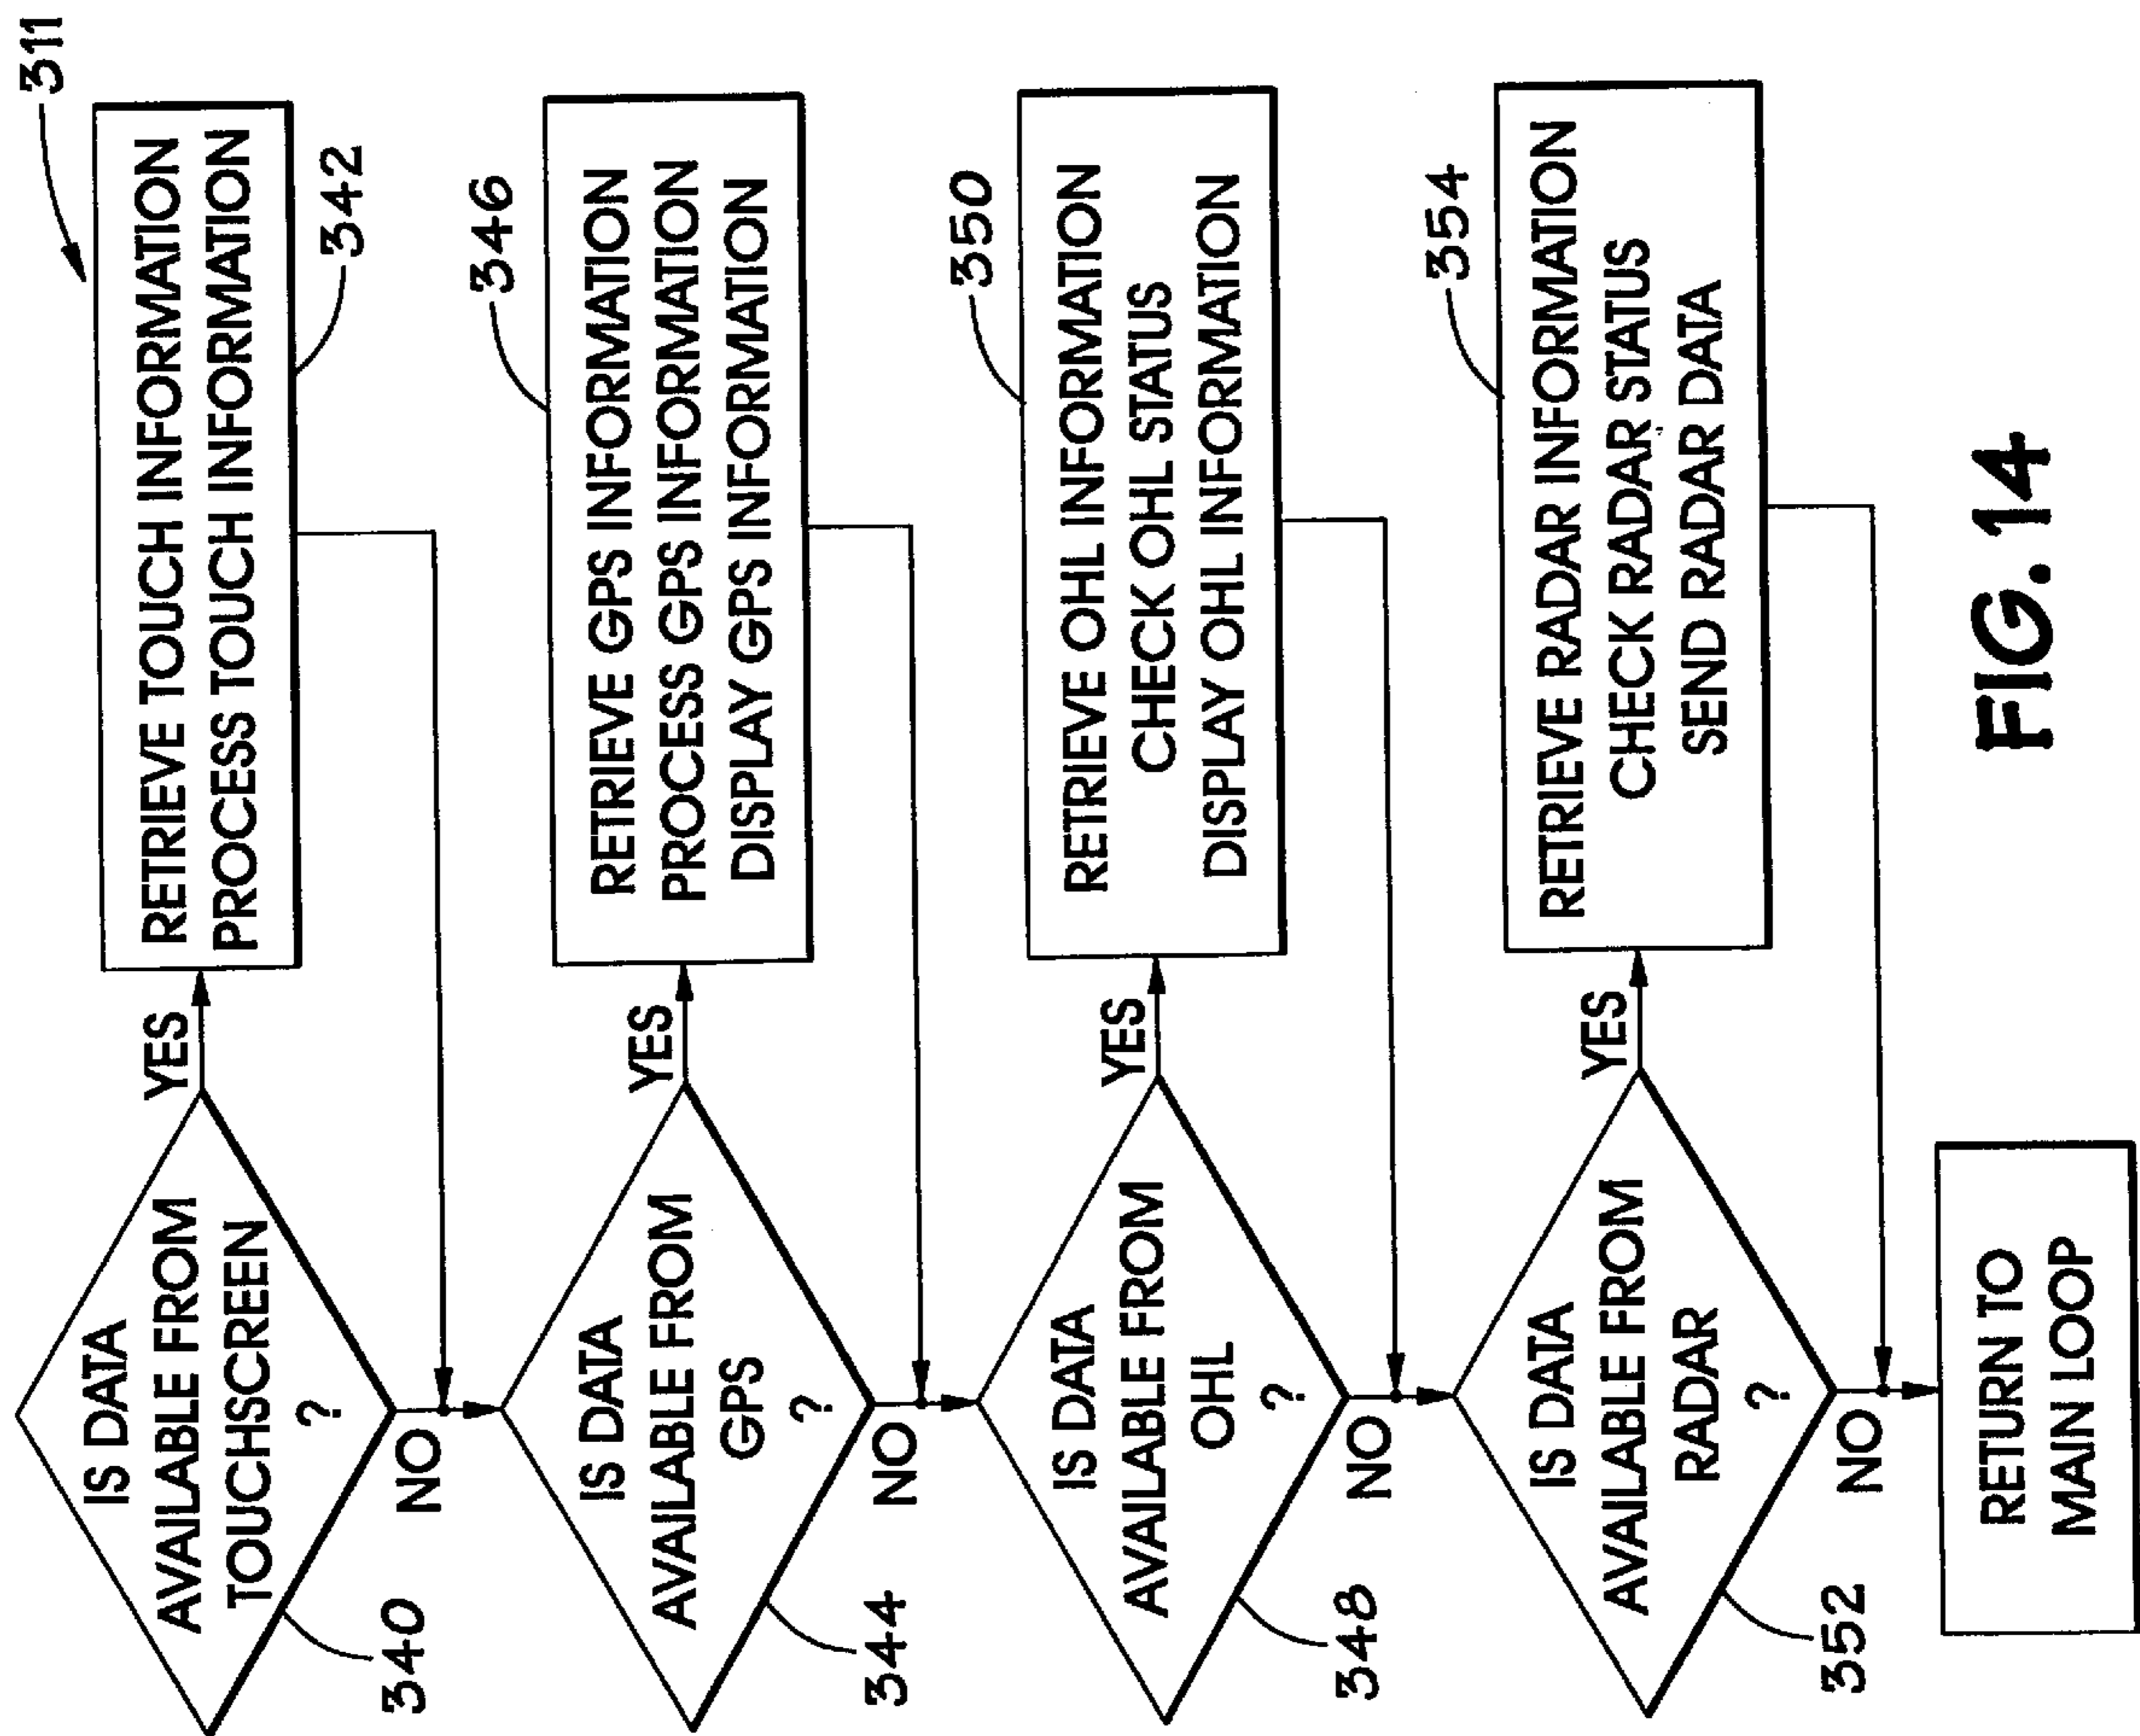 311
IS DATA
AVAILABLE FROM
TOUCHSCREEN
?
340
YES
RETRIEVE TOUCH INFORMATION
PROCESS TOUCH INFORMATION
342
NO
IS DATA
AVAILABLE FROM
GPS
?
344
YES
RETRIEVE GPS INFORMATION
PROCESS GPS INFORMATION
DISPLAY GPS INFORMATION
346
NO
IS DATA
AVAILABLE FROM
OHL
?
348
YES
RETRIEVE OHL INFORMATION
CHECK OHL STATUS
DISPLAY OHL INFORMATION
350
NO
IS DATA
AVAILABLE FROM
RADAR
?
352
YES
RETRIEVE RADAR INFORMATION
CHECK RADAR STATUS
SEND RADAR DATA
354
NO
RETURN TO
MAIN LOOP
FIG. 14